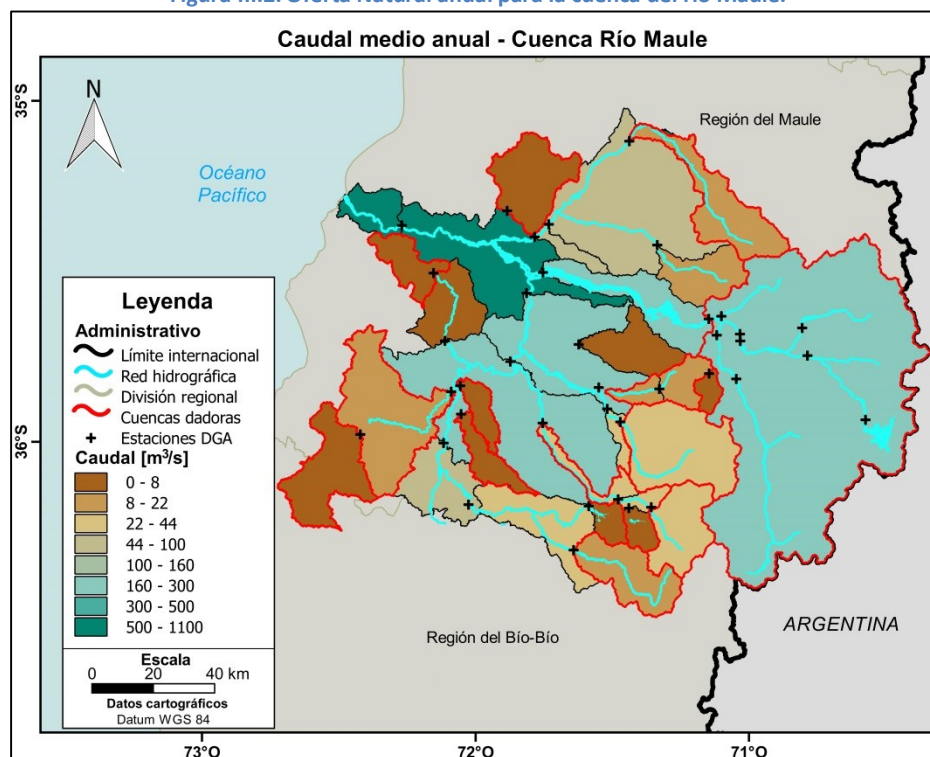 Figura III.2. Oferta Natural anual para la cuenca del río Maule.
Caudal medio anual - Cuenca Río Maule
35°S
36°S
N
Océano
Pacífico
Región del Maule
Región del Bío-Bío
ARGENTINA
Leyenda
Administrativo
Límite internacional
Red hidrográfica
División regional
Cuencas dadoras
Estaciones DGA
Caudal [m³/s]
0 - 8
8 - 22
22 - 44
44 - 100
100 - 160
160 - 300
300 - 500
500 - 1100
Escala
0 20 40 km
Datos cartográficos
Datum WGS 84
73°O 72°O 71°O